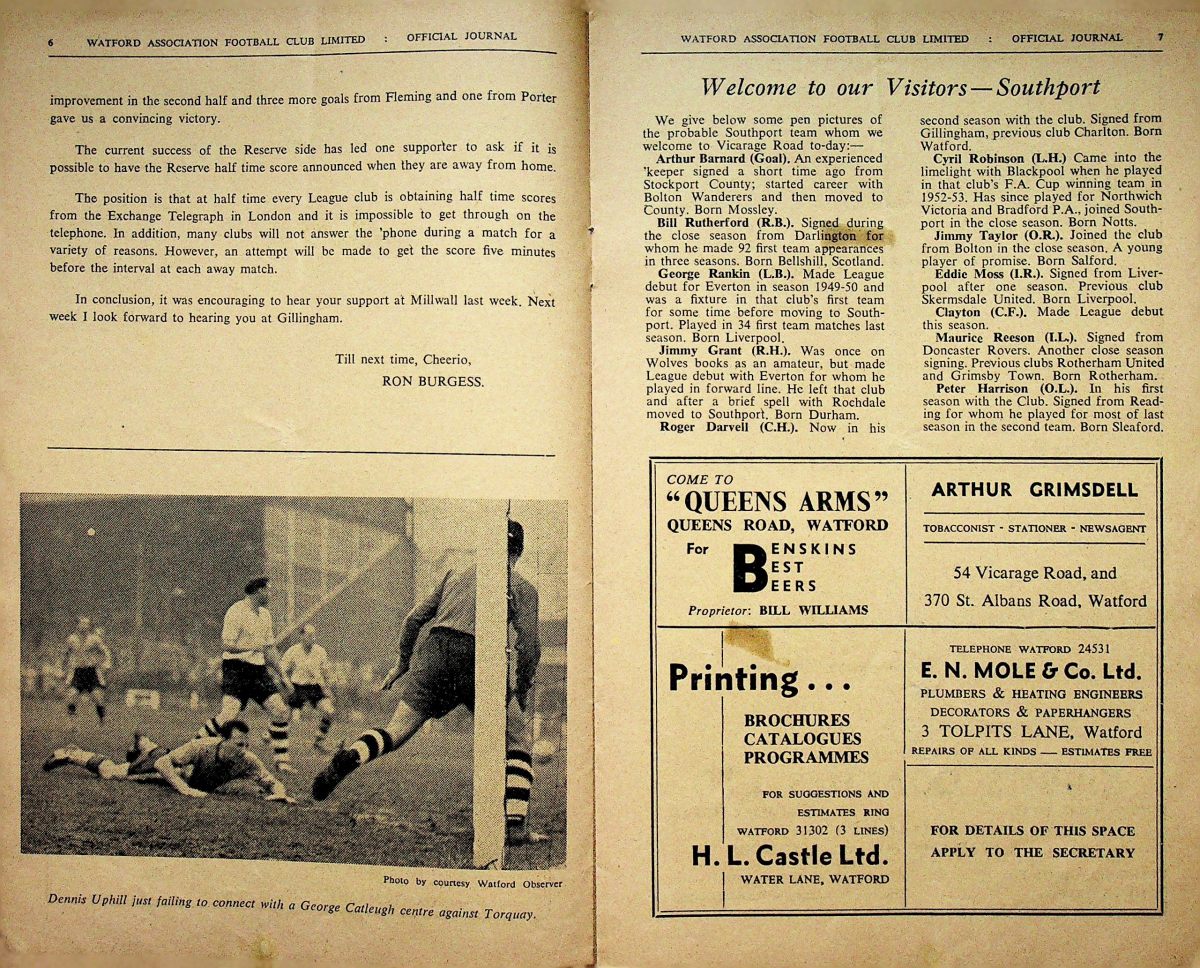 6 WATFORD ASSOCIATION FOOTBALL CLUB LIMITED : OFFICIAL JOURNAL
improvement in the second half and three more goals from Fleming and one from Porter
gave us a convincing victory.
The current success of the Reserve side has led one supporter to ask if it is
possible to have the Reserve half time score announced when they are away from home.
The position is that at half time every League club is obtaining half time scores
from the Exchange Telegraph in London and it is impossible to get through on the
telephone. In addition, many clubs will not answer the 'phone during a match for a
variety of reasons. However, an attempt will be made to get the score five minutes
before the interval at each away match.
In conclusion, it was encouraging to hear your support at Millwall last week. Next
week I look forward to hearing you at Gillingham.
Till next time, Cheerio,
RON BURGESS.
Photo by courtesy Watford Observer
Dennis Uphill just failing to connect with a George Catleugh centre against Torquay.
WATFORD ASSOCIATION FOOTBALL CLUB LIMITED : OFFICIAL JOURNAL 7
Welcome to our Visitors—Southport
We give below some pen pictures of
the probable Southport team whom we
welcome to Vicarage Road to-day:—
Arthur Barnard (Goal). An experienced
'keeper signed a short time ago from
Stockport County; started career with
Bolton Wanderers and then moved to
County. Born Mossley.
Bill Rutherford (R.B.). Signed during
the close season from Darlington for
whom he made 92 first team appearances
in three seasons. Born Bellshill, Scotland.
George Rankin (L.B.). Made League
debut for Everton in season 1949-50 and
was a fixture in that club's first team
for some time before moving to South-
port. Played in 34 first team matches last
season. Born Liverpool.
Jimmy Grant (R.H.). Was once on
Wolves books as an amateur, but made
League debut with Everton for whom he
played in forward line. He left that club
and after a brief spell with Rochdale
moved to Southport. Born Durham.
Roger Darvell (C.H.). Now in his
second season with the club. Signed from
Gillingham, previous club Charlton. Born
Watford.
Cyril Robinson (L.H.) Came into the
limelight with Blackpool when he played
in that club's F.A. Cup winning team in
1952-53. Has since played for Northwich
Victoria and Bradford P.A., joined South-
port in the close season. Born Notts.
Jimmy Taylor (O.R.). Joined the club
from Bolton in the close season. A young
player of promise. Born Salford.
Eddie Moss (I.R.). Signed from Liver-
pool after one season. Previous club
Skermsdale United. Born Liverpool.
Clayton (C.F.). Made League debut
this season.
Maurice Reeson (I.L.). Signed from
Doncaster Rovers. Another close season
signing. Previous clubs Rotherham United
and Grimsby Town. Born Rotherham.
Peter Harrison (O.L.). In his first
season with the Club. Signed from Read-
ing for whom he played for most of last
season in the second team. Born Sleaford.
COME TO
"QUEENS ARMS"
QUEENS ROAD, WATFORD
For BENSKINS
BEST
BEERS
Proprietor: BILL WILLIAMS
ARTHUR GRIMSDELL
TOBACCONIST - STATIONER - NEWSAGENT
54 Vicarage Road, and
370 St. Albans Road, Watford
Printing...
BROCHURES
CATALOGUES
PROGRAMMES
FOR SUGGESTIONS AND
ESTIMATES RING
WATFORD 31302 (3 LINES)
H. L. Castle Ltd.
WATER LANE, WATFORD
TELEPHONE WATFORD 24531
E. N. MOLE & Co. Ltd.
PLUMBERS & HEATING ENGINEERS
DECORATORS & PAPERHANGERS
3 TOLPITS LANE, Watford
REPAIRS OF ALL KINDS — ESTIMATES FREE
FOR DETAILS OF THIS SPACE
APPLY TO THE SECRETARY